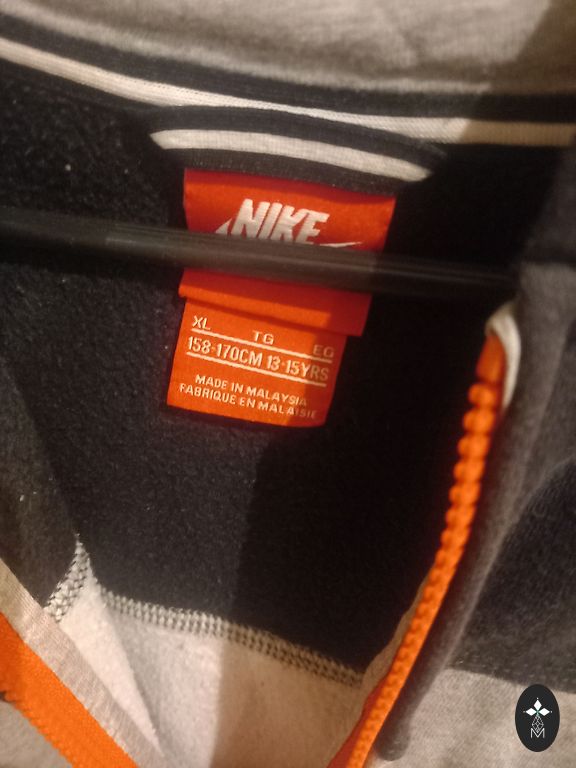 NIKE
XL TG EG
158-170CM 13-15YRS
MADE IN MALAYSIA
FABRIQUE EN MALAISIE
M